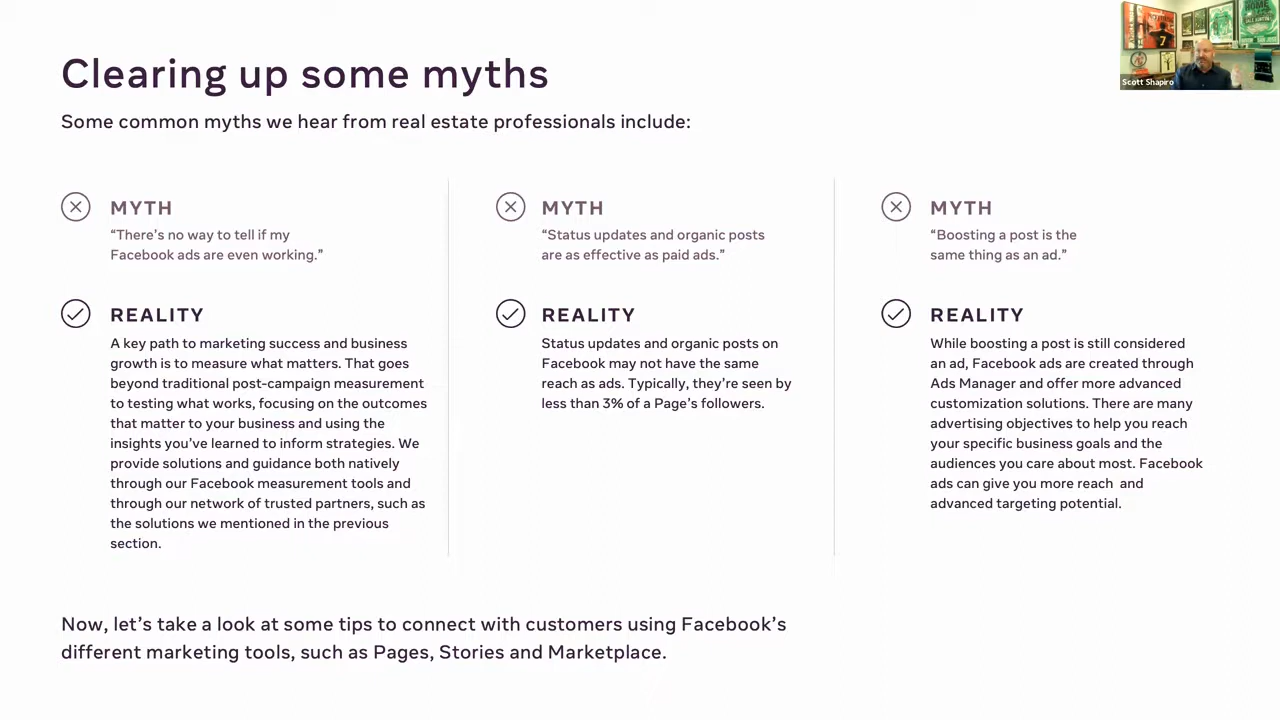 Clearing up some myths
Some common myths we hear from real estate professionals include:
MYTH
“There’s no way to tell if my
Facebook ads are even working.”
REALITY
A key path to marketing success and business
growth is to measure what matters. That goes
beyond traditional post-campaign measurement
to testing what works, focusing on the outcomes
that matter to your business and using the
insights you’ve learned to inform strategies. We
provide solutions and guidance both natively
through our Facebook measurement tools and
through our network of trusted partners, such as
the solutions we mentioned in the previous
section.
MYTH
“Status updates and organic posts
are as effective as paid ads.”
REALITY
Status updates and organic posts on
Facebook may not have the same
reach as ads. Typically, they’re seen by
less than 3% of a Page’s followers.
MYTH
“Boosting a post is the
same thing as an ad.”
REALITY
While boosting a post is still considered
an ad, Facebook ads are created through
Ads Manager and offer more advanced
customization solutions. There are many
advertising objectives to help you reach
your specific business goals and the
audiences you care about most. Facebook
ads can give you more reach and
advanced targeting potential.
Now, let’s take a look at some tips to connect with customers using Facebook’s
different marketing tools, such as Pages, Stories and Marketplace.
HOME
7
Scott Shapiro